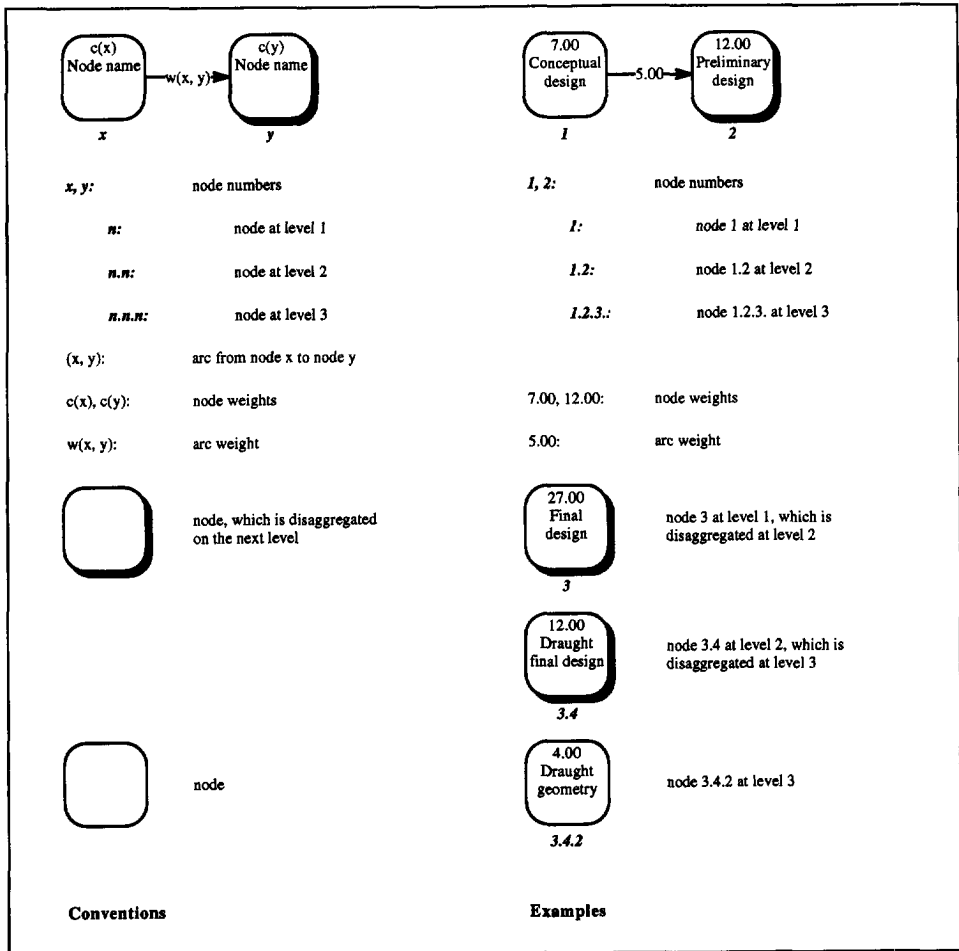 c(x)
Node name
w(x, y)
c(y)
Node name
x
y
7.00
Conceptual
design
5.00
12.00
Preliminary
design
1
2
x, y: node numbers
1, 2: node numbers
n: node at level 1
1: node 1 at level 1
n.n: node at level 2
1.2: node 1.2 at level 2
n.n.n: node at level 3
1.2.3.: node 1.2.3. at level 3
(x, y): arc from node x to node y
c(x), c(y): node weights
7.00, 12.00: node weights
w(x, y): arc weight
5.00: arc weight
node, which is disaggregated
on the next level
27.00
Final
design
3
node 3 at level 1, which is
disaggregated at level 2
12.00
Draught
final design
3.4
node 3.4 at level 2, which is
disaggregated at level 3
node
4.00
Draught
geometry
3.4.2
node 3.4.2 at level 3
Conventions
Examples